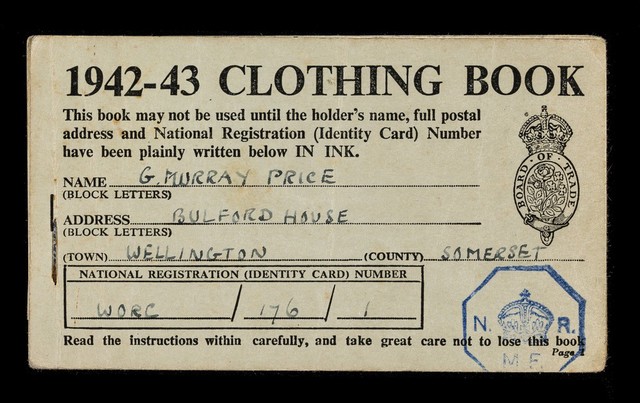 1942-43 CLOTHING BOOK
This book may not be used until the holder's name, full postal
address and National Registration (Identity Card) Number
have been plainly written below IN INK.
NAME G. MURRAY PRICE
(BLOCK LETTERS)
ADDRESS BULFORD HOUSE
(BLOCK LETTERS)
(TOWN) WELLINGTON (COUNTY) SOMERSET
BOARD · OF · TRADE
NATIONAL REGISTRATION (IDENTITY CARD) NUMBER
WORC / 176 / 1
N. R.
M E
Read the instructions within carefully, and take great care not to lose this book
Page 1